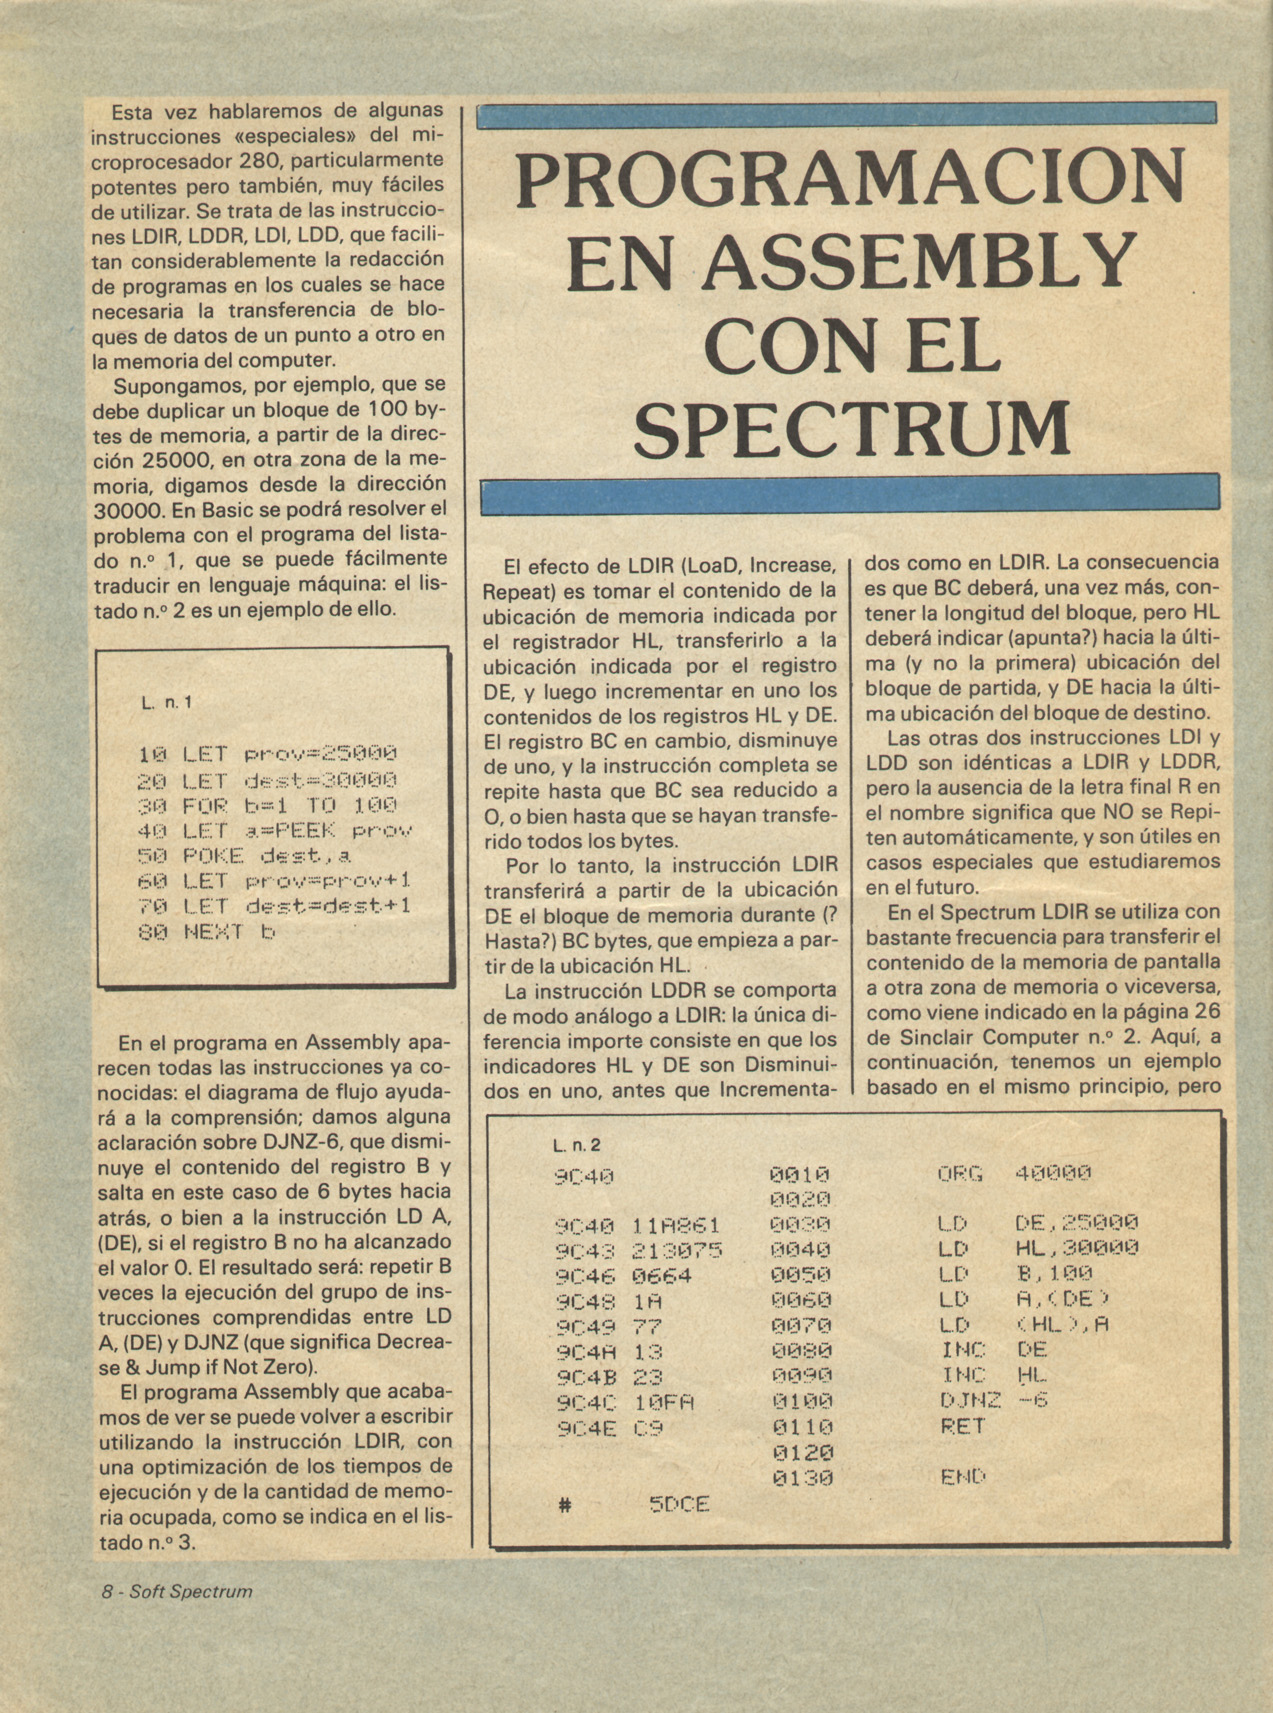 Esta vez hablaremos de algunas
instrucciones «especiales» del mi-
croprocesador 280, particularmente
potentes pero también, muy fáciles
de utilizar. Se trata de las instruccio-
nes LDIR, LDDR, LDI, LDD, que facili-
tan considerablemente la redacción
de programas en los cuales se hace
necesaria la transferencia de blo-
ques de datos de un punto a otro en
la memoria del computer.
Supongamos, por ejemplo, que se
debe duplicar un bloque de 100 by-
tes de memoria, a partir de la direc-
ción 25000, en otra zona de la me-
moria, digamos desde la dirección
30000. En Basic se podrá resolver el
problema con el programa del lista-
do n.º 1, que se puede fácilmente
traducir en lenguaje máquina: el lis-
tado n.º 2 es un ejemplo de ello.
L. n. 1
10 LET prov=25000
20 LET dest=30000
30 FOR b=1 TO 100
40 LET a=PEEK prov
50 POKE dest,a
60 LET prov=prov+1
70 LET dest=dest+1
80 NEXT b
En el programa en Assembly apa-
recen todas las instrucciones ya co-
nocidas: el diagrama de flujo ayuda-
rá a la comprensión; damos alguna
aclaración sobre DJNZ-6, que dismi-
nuye el contenido del registro B y
salta en este caso de 6 bytes hacia
atrás, o bien a la instrucción LD A,
(DE), si el registro B no ha alcanzado
el valor O. El resultado será: repetir B
veces la ejecución del grupo de ins-
trucciones comprendidas entre LD
A, (DE) y DJNZ (que significa Decrea-
se & Jump if Not Zero).
El programa Assembly que acaba-
mos de ver se puede volver a escribir
utilizando la instrucción LDIR, con
una optimización de los tiempos de
ejecución y de la cantidad de memo-
ria ocupada, como se indica en el lis-
tado n.º 3.
PROGRAMACION
EN ASSEMBLY
CON EL
SPECTRUM
El efecto de LDIR (LoaD, Increase,
Repeat) es tomar el contenido de la
ubicación de memoria indicada por
el registrador HL, transferirlo a la
ubicación indicada por el registro
DE, y luego incrementar en uno los
contenidos de los registros HL y DE.
El registro BC en cambio, disminuye
de uno, y la instrucción completa se
repite hasta que BC sea reducido a
O, o bien hasta que se hayan transfe-
rido todos los bytes.
Por lo tanto, la instrucción LDIR
transferirá a partir de la ubicación
DE el bloque de memoria durante (?
Hasta?) BC bytes, que empieza a par-
tir de la ubicación HL.
La instrucción LDDR se comporta
de modo análogo a LDIR: la única di-
ferencia importe consiste en que los
indicadores HL y DE son Disminui-
dos en uno, antes que Incrementa-
dos como en LDIR. La consecuencia
es que BC deberá, una vez más, con-
tener la longitud del bloque, pero HL
deberá indicar (apunta?) hacia la últi-
ma (y no la primera) ubicación del
bloque de partida, y DE hacia la últi-
ma ubicación del bloque de destino.
Las otras dos instrucciones LDI y
LDD son idénticas a LDIR y LDDR,
pero la ausencia de la letra final R en
el nombre significa que NO se Repi-
ten automáticamente, y son útiles en
casos especiales que estudiaremos
en el futuro.
En el Spectrum LDIR se utiliza con
bastante frecuencia para transferir el
contenido de la memoria de pantalla
a otra zona de memoria o viceversa,
como viene indicado en la página 26
de Sinclair Computer n.º 2. Aquí, a
continuación, tenemos un ejemplo
basado en el mismo principio, pero
L. n. 2
9C40 0010 ORG 40000
0020
9C40 11A861 0030 LD DE,25000
9C43 213075 0040 LD HL,30000
9C46 0664 0050 LD B,100
9C48 1A 0060 LD A,(DE)
9C49 77 0070 LD (HL),A
9C4A 13 0080 INC DE
9C4B 23 0090 INC HL
9C4C 10FA 0100 DJNZ -6
9C4E C9 0110 RET
0120
0130 END
# 5DCE
8 - Soft Spectrum